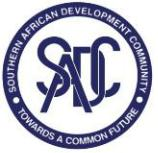 SOUTHERN AFRICAN DEVELOPMENT COMMUNITY
SADC
TOWARDS A COMMON FUTURE